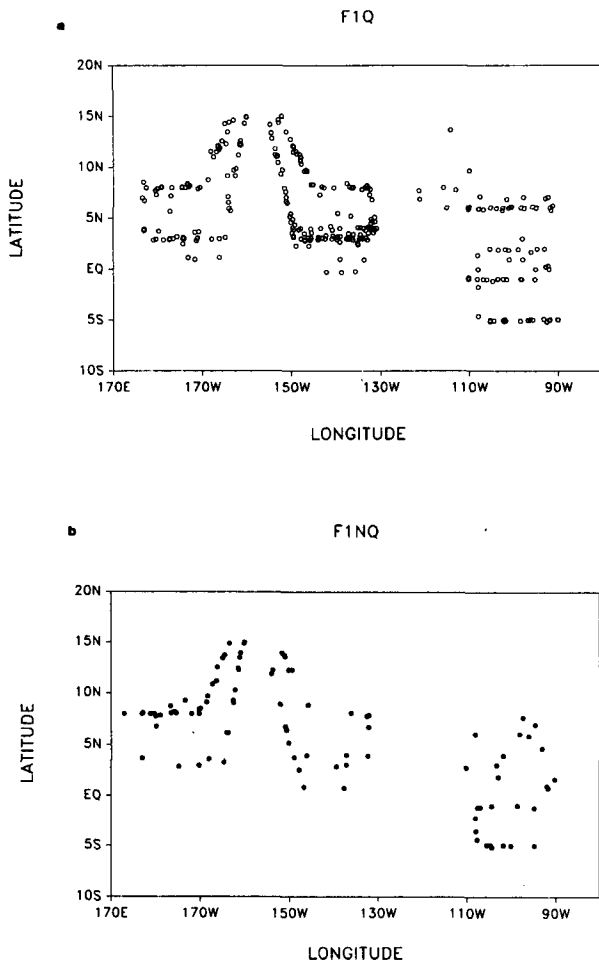 a
F1Q
20N
15N
10N
5N
EQ
5S
10S
LATITUDE
170E 170W 150W 130W 110W 90W
LONGITUDE
b
F1NQ
20N
15N
10N
5N
EQ
5S
10S
LATITUDE
170E 170W 150W 130W 110W 90W
LONGITUDE